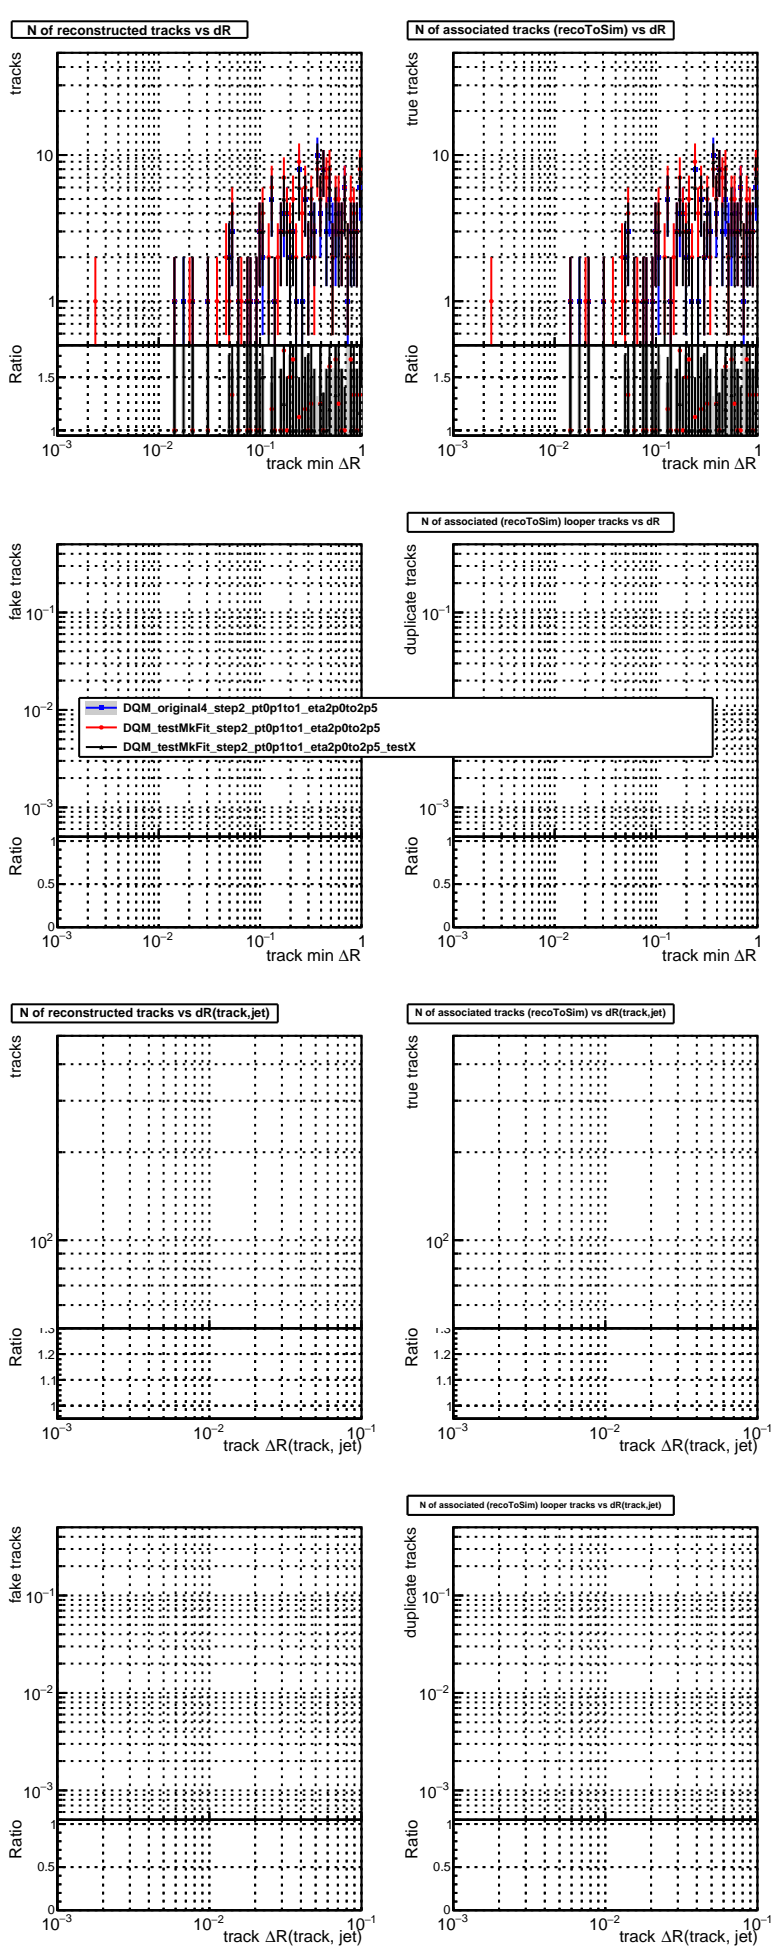 N of reconstructed tracks vs dR
tracks
10
1
Ratio
1.5
1
10−3 10−2 10−1 1
track min ΔR
N of associated tracks (recoToSim) vs dR
true tracks
10
1
Ratio
1.5
1
10−3 10−2 10−1 1
track min ΔR
fake tracks
10−1
10−2
10−3
Ratio
1
0.5
0
10−3 10−2 10−1 1
track min ΔR
N of associated (recoToSim) looper tracks vs dR
duplicate tracks
10−1
10−3
Ratio
1
0.5
0
10−3 10−2 10−1 1
track min ΔR
DQM_original4_step2_pt0p1to1_eta2p0to2p5
DQM_testMkFit_step2_pt0p1to1_eta2p0to2p5
DQM_testMkFit_step2_pt0p1to1_eta2p0to2p5_testX
N of reconstructed tracks vs dR(track,jet)
tracks
10²
Ratio
1.3
1.2
1.1
1
10−3 10−2 10−1
track ΔR(track, jet)
N of associated tracks (recoToSim) vs dR(track,jet)
true tracks
10²
Ratio
1.3
1.2
1.1
1
10−3 10−2 10−1
track ΔR(track, jet)
fake tracks
10−1
10−2
10−3
Ratio
1
0.5
0
10−3 10−2 10−1
track ΔR(track, jet)
N of associated (recoToSim) looper tracks vs dR(track,jet)
duplicate tracks
10−1
10−2
10−3
Ratio
1
0.5
0
10−3 10−2 10−1
track ΔR(track, jet)